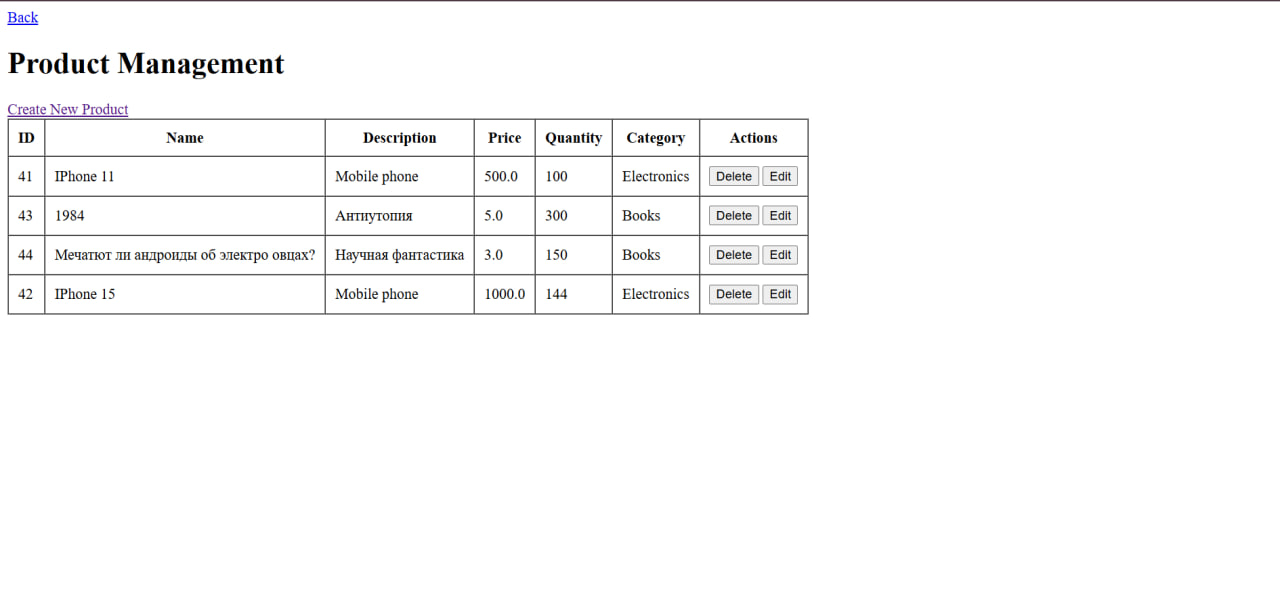 Back
Product Management
Create New Product
ID Name Description Price Quantity Category Actions
41 IPhone 11 Mobile phone 500.0 100 Electronics Delete Edit
43 1984 Антиутопия 5.0 300 Books Delete Edit
44 Мечатют ли андроиды об электро овцах? Научная фантастика 3.0 150 Books Delete Edit
42 IPhone 15 Mobile phone 1000.0 144 Electronics Delete Edit